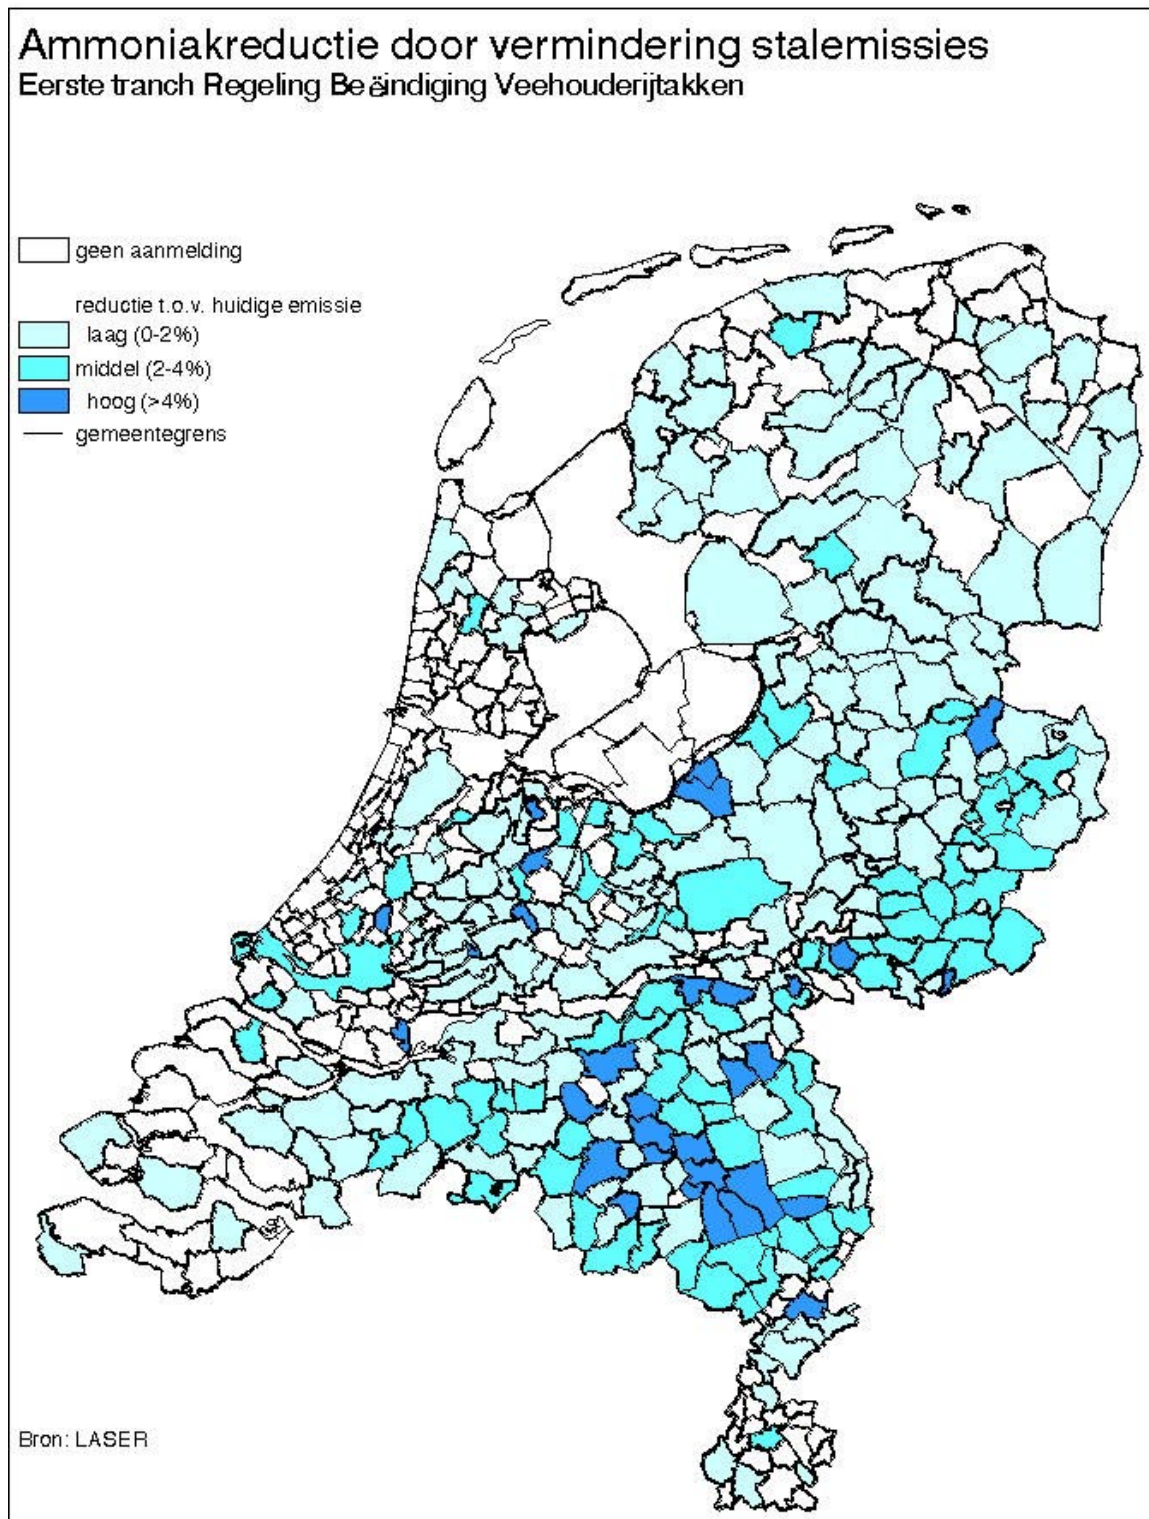 Ammoniakreductie door vermindering stalemissies
Eerste tranch Regeling Beëindiging Veehouderijtakken
geen aanmelding
reductie t.o.v. huidige emissie
laag (0-2%)
middel (2-4%)
hoog (>4%)
gemeentegrens
Bron: LASER